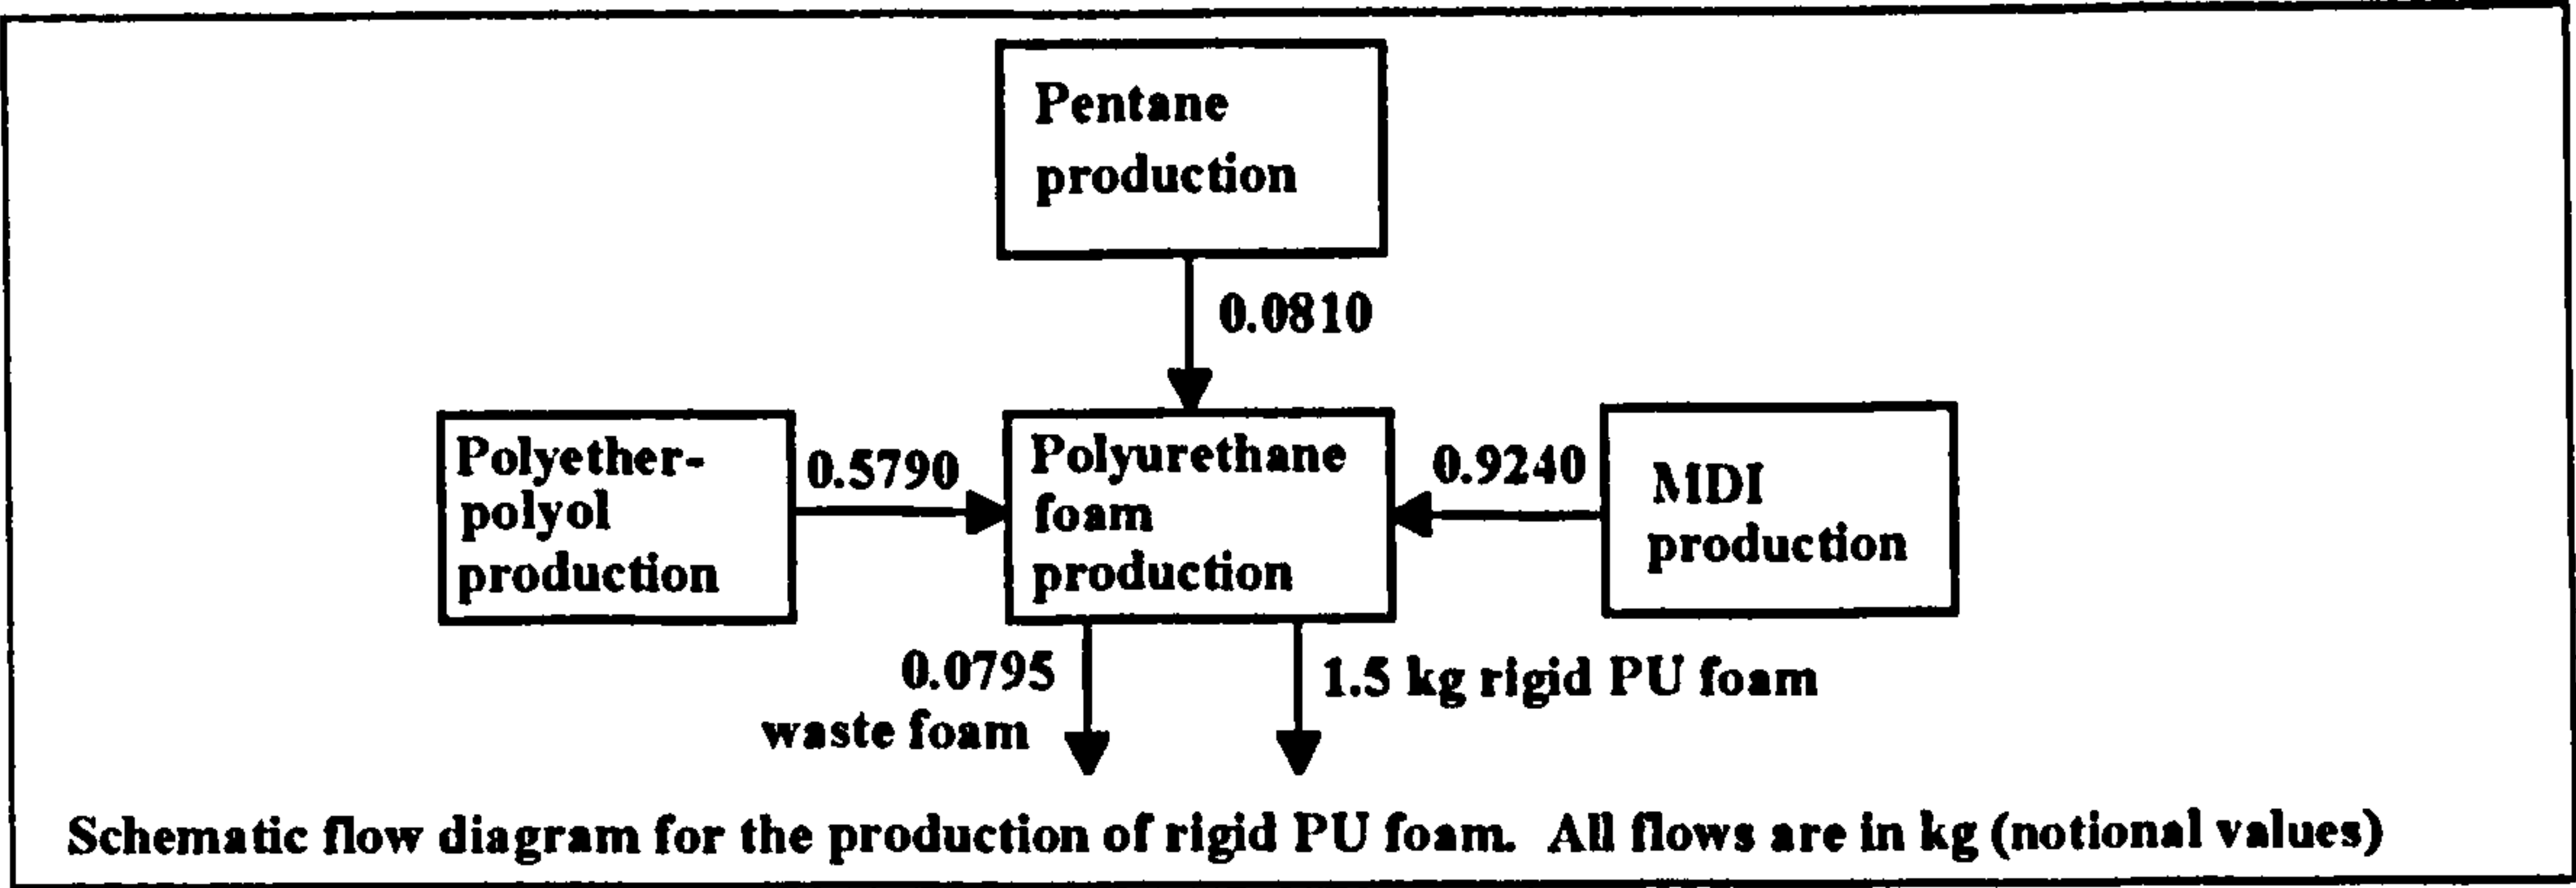 Pentane
production
0.0810
Polyether-
polyol
production
0.5790
Polyurethane
foam
production
0.9240
MDI
production
0.0795
waste foam
1.5 kg rigid PU foam
Schematic flow diagram for the production of rigid PU foam. All flows are in kg (notional values)